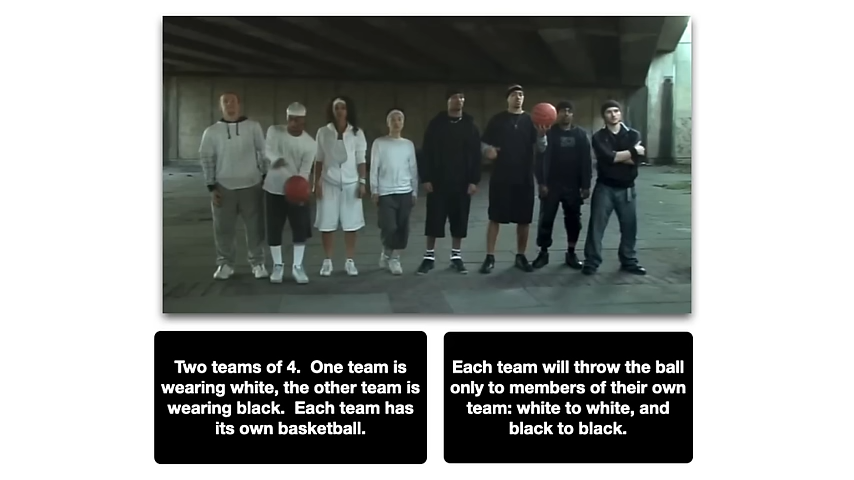 Two teams of 4.  One team is
wearing white, the other team is
wearing black.  Each team has
its own basketball.
Each team will throw the ball
only to members of their own
team: white to white, and
black to black.